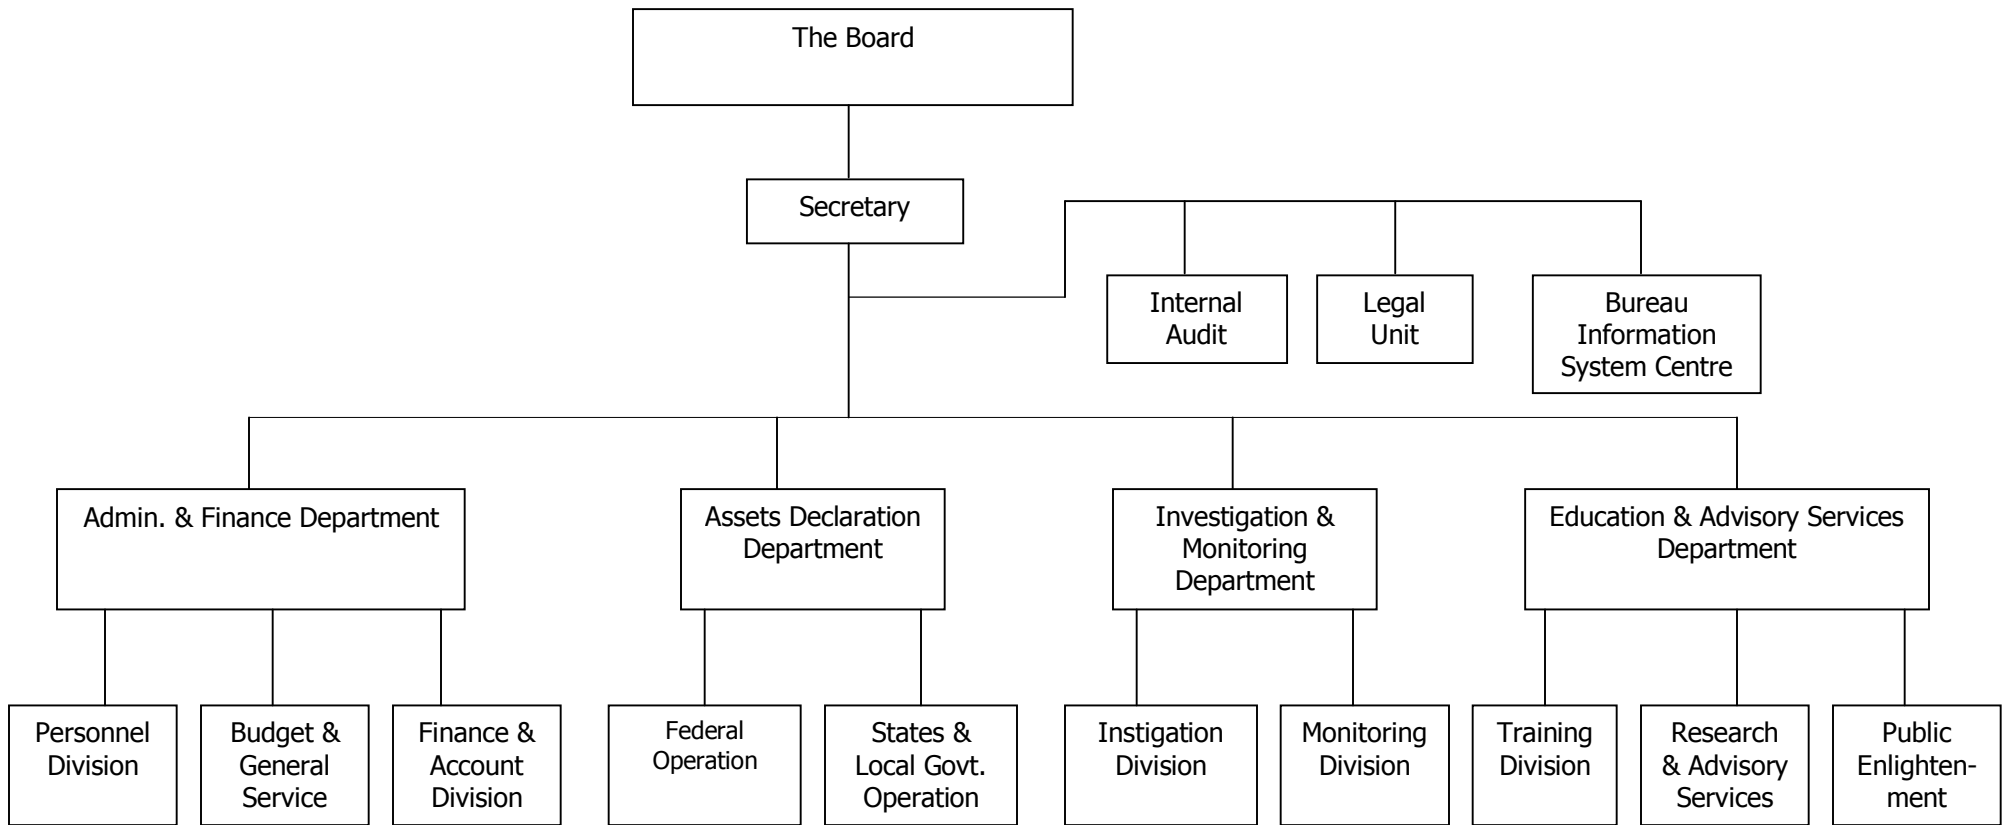 The Board
Secretary
Internal
Audit
Legal
Unit
Bureau
Information
System Centre
Admin. & Finance Department
Assets Declaration
Department
Investigation &
Monitoring
Department
Education & Advisory Services
Department
Personnel
Division
Budget &
General
Service
Finance &
Account
Division
Federal
Operation
States &
Local Govt.
Operation
Instigation
Division
Monitoring
Division
Training
Division
Research
& Advisory
Services
Public
Enlighten-
ment